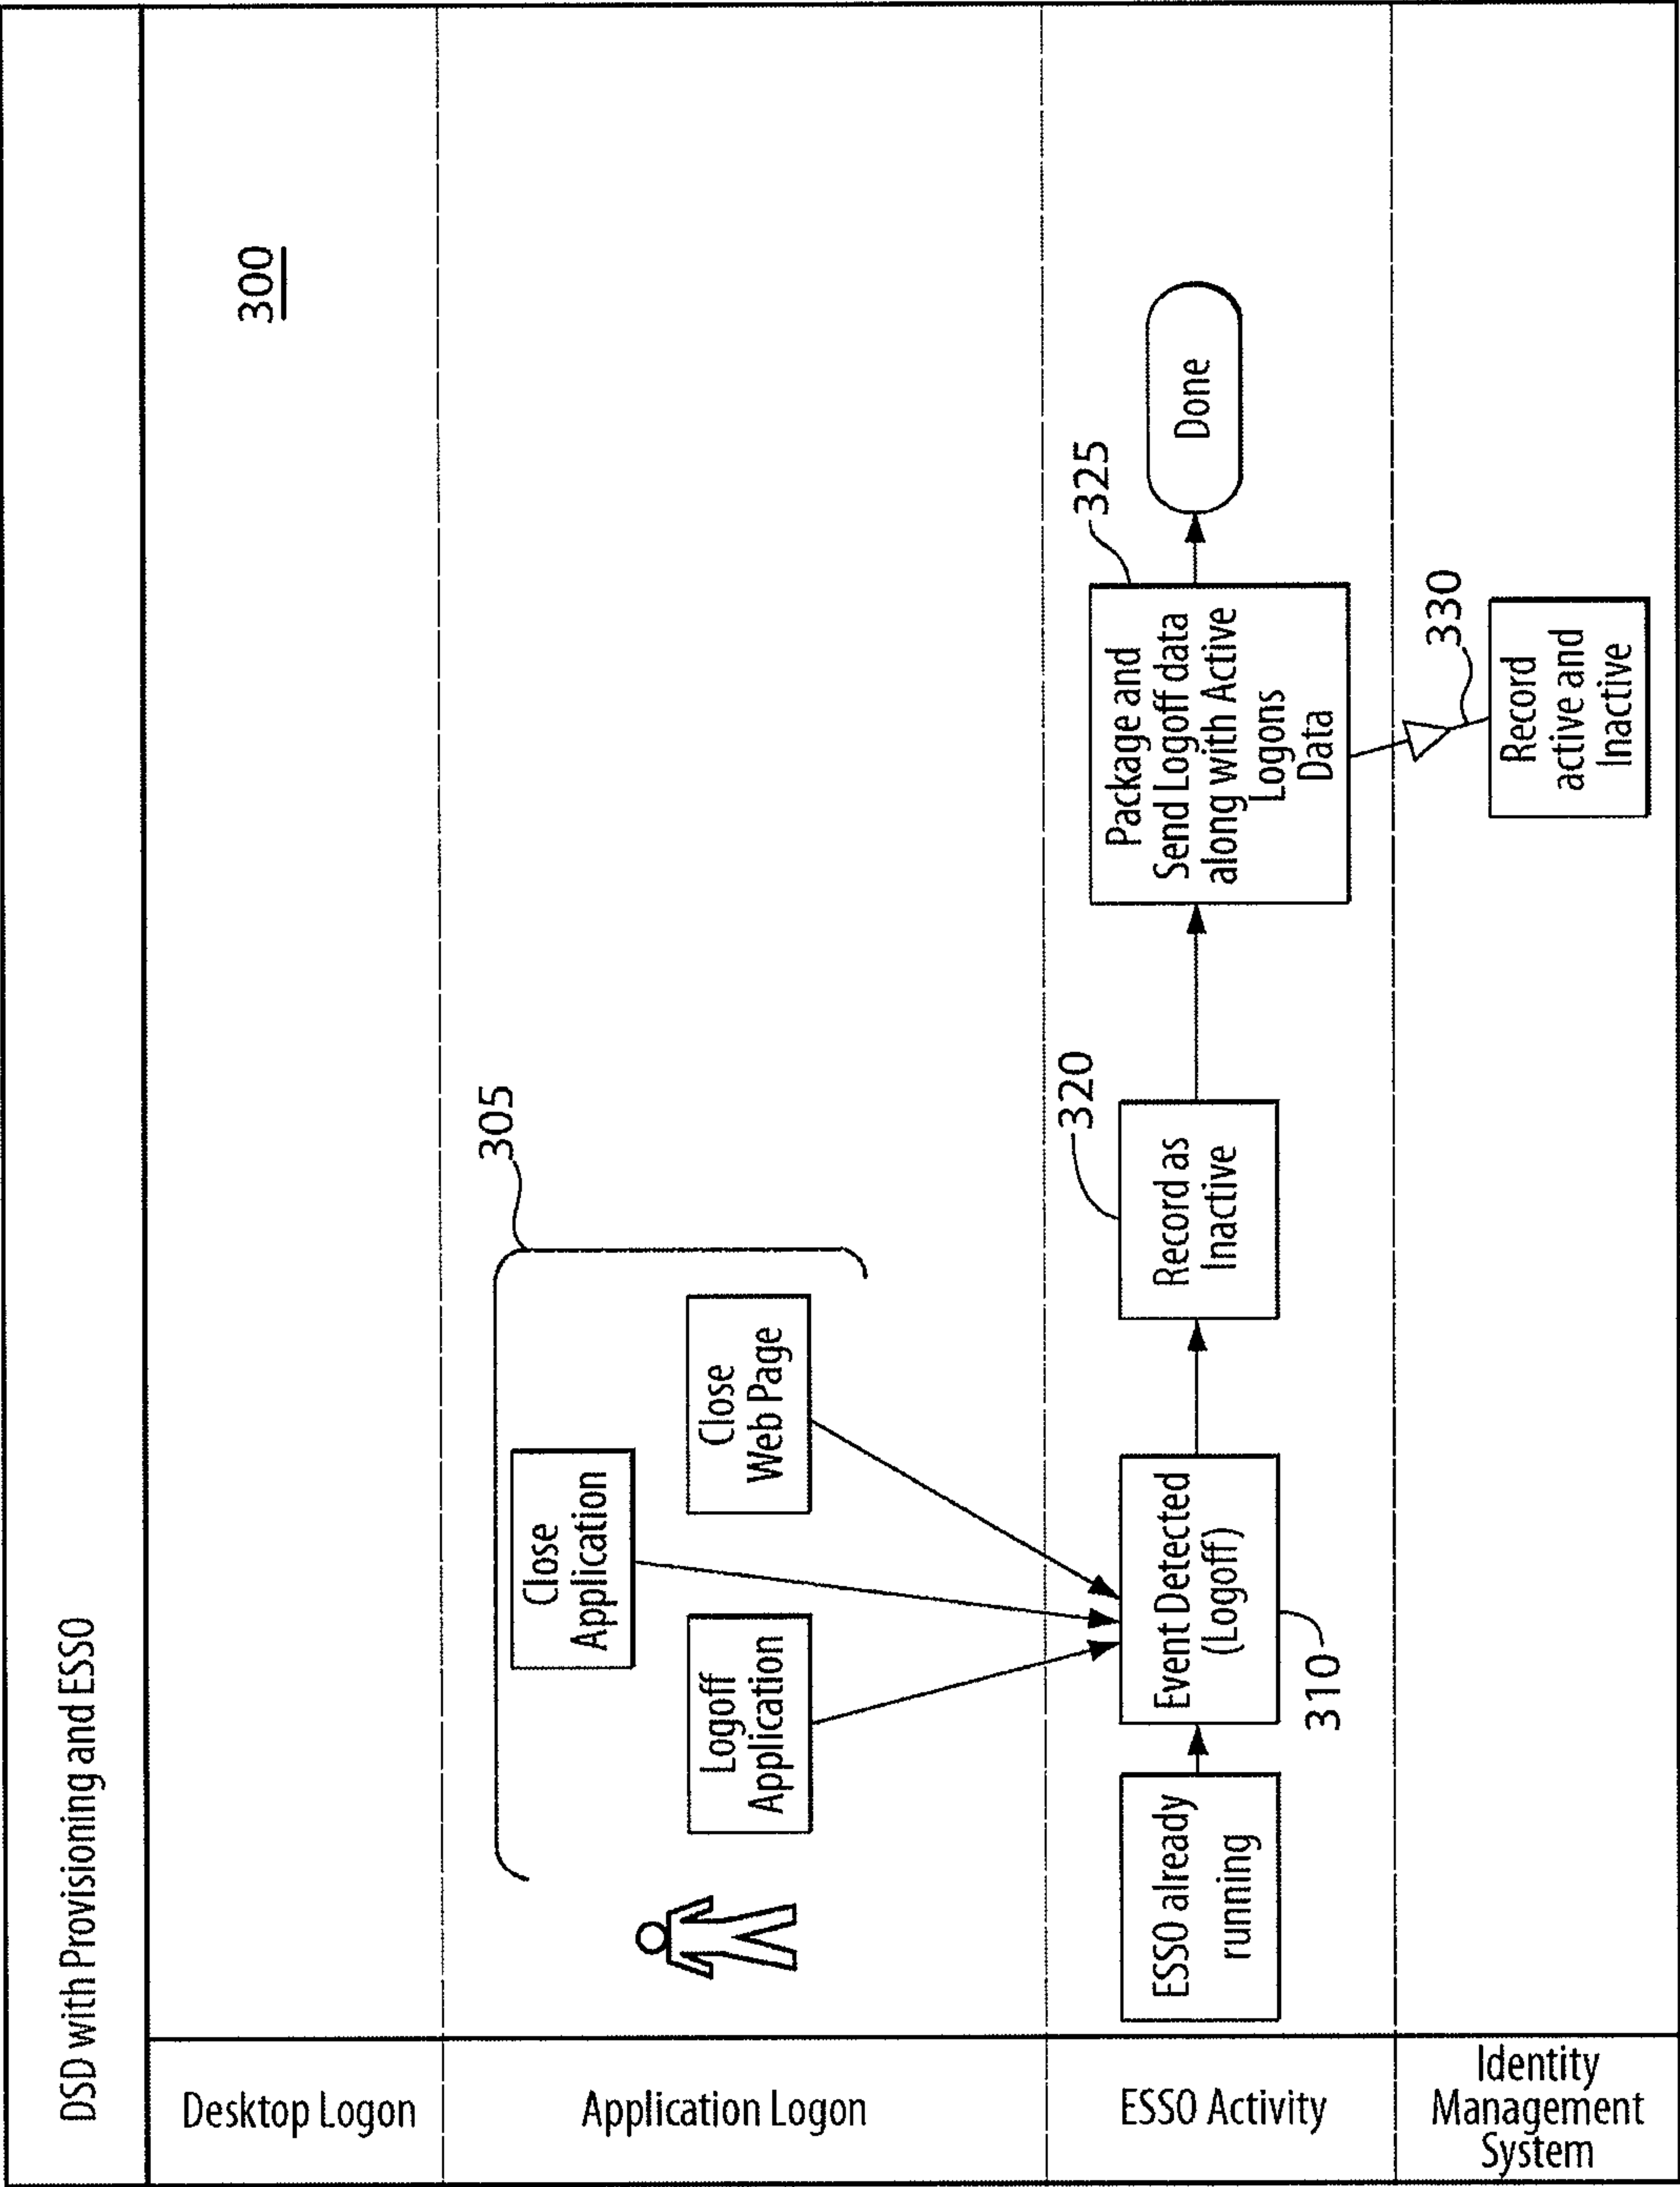 DSD with Provisioning and ESSO
Desktop Logon
300
Application Logon
305
Close
Application
Logoff
Application
Close
Web Page
ESSO Activity
ESSO already
running
Event Detected
(Logoff)
310
Record as
Inactive
320
Package and
Send Logoff data
along with Active
Logons
Data
325
Done
Identity
Management
System
Record
active and
Inactive
330